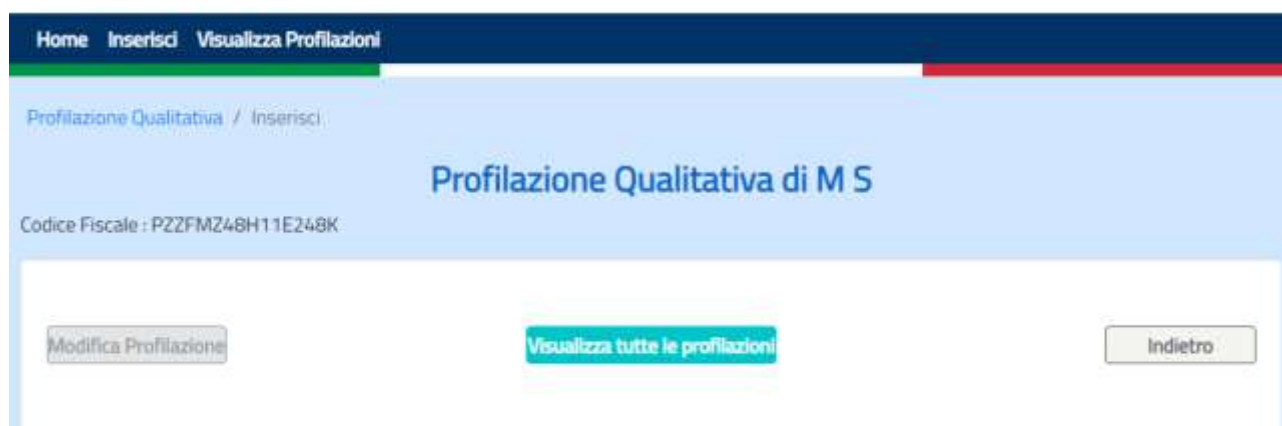 Home Inserisci Visualizza Profilazioni
Profilazione Qualitativa / Inserisci
Profilazione Qualitativa di M S
Codice Fiscale : PZZFMZ48H11E248K
Modifica Profilazione Visualizza tutte le profilazioni Indietro